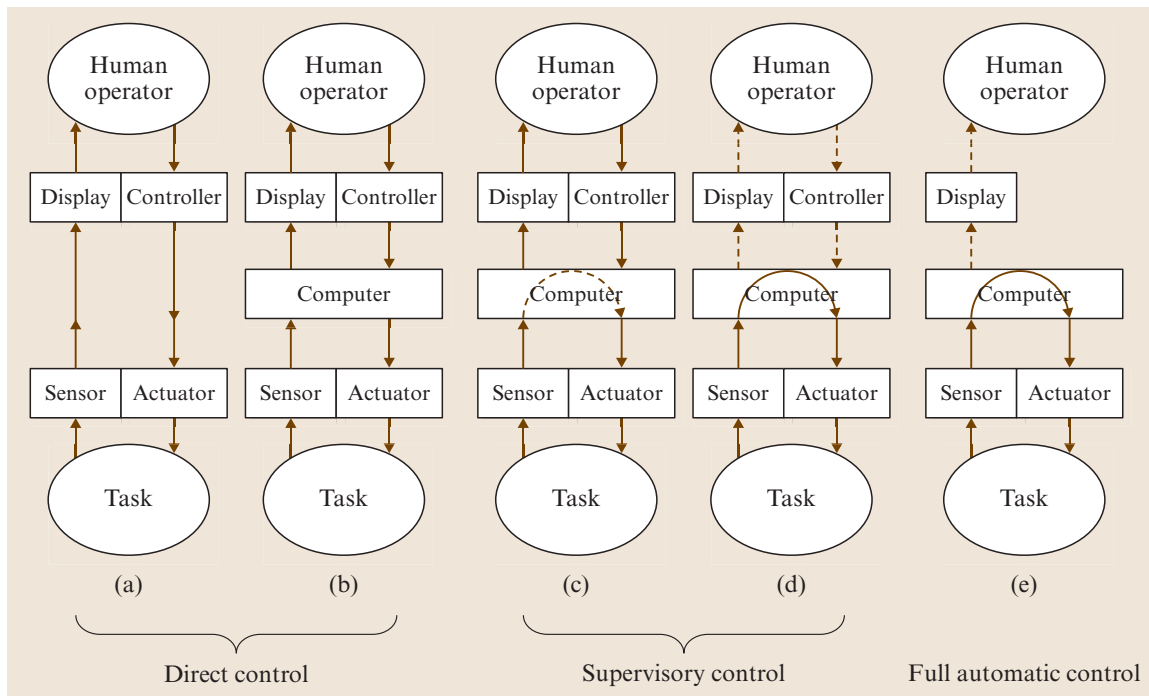 Human
operator
Human
operator
Human
operator
Human
operator
Human
operator
Display Controller
Display Controller
Display Controller
Display Controller
Display
Computer
Computer
Computer
Computer
Sensor Actuator
Sensor Actuator
Sensor Actuator
Sensor Actuator
Sensor Actuator
Task
Task
Task
Task
Task
(a)
(b)
(c)
(d)
(e)
Direct control
Supervisory control
Full automatic control